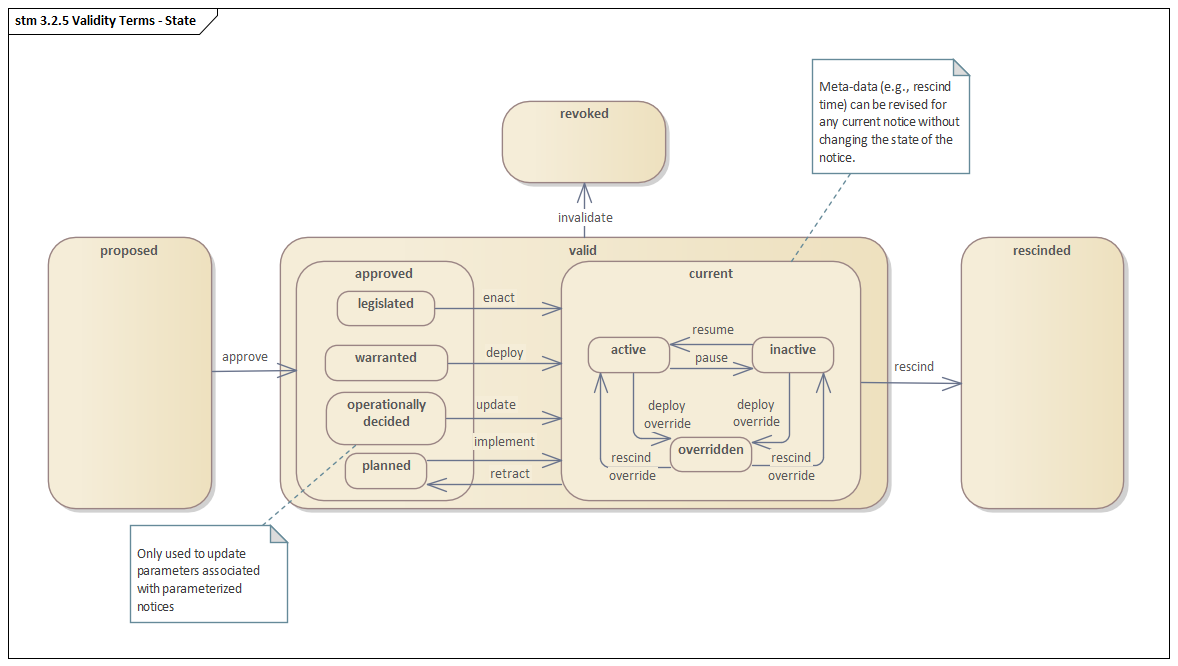 stm 3.2.5 Validity Terms - State
Meta-data (e.g., rescind
time) can be revised for
any current notice without
changing the state of the
notice.
revoked
invalidate
proposed
valid
rescinded
approved
current
legislated
enact
resume
active
inactive
warranted
deploy
pause
approve
rescind
operationally
decided
update
deploy
override
deploy
override
implement
overridden
planned
retract
rescind
override
rescind
override
Only used to update
parameters associated
with parameterized
notices